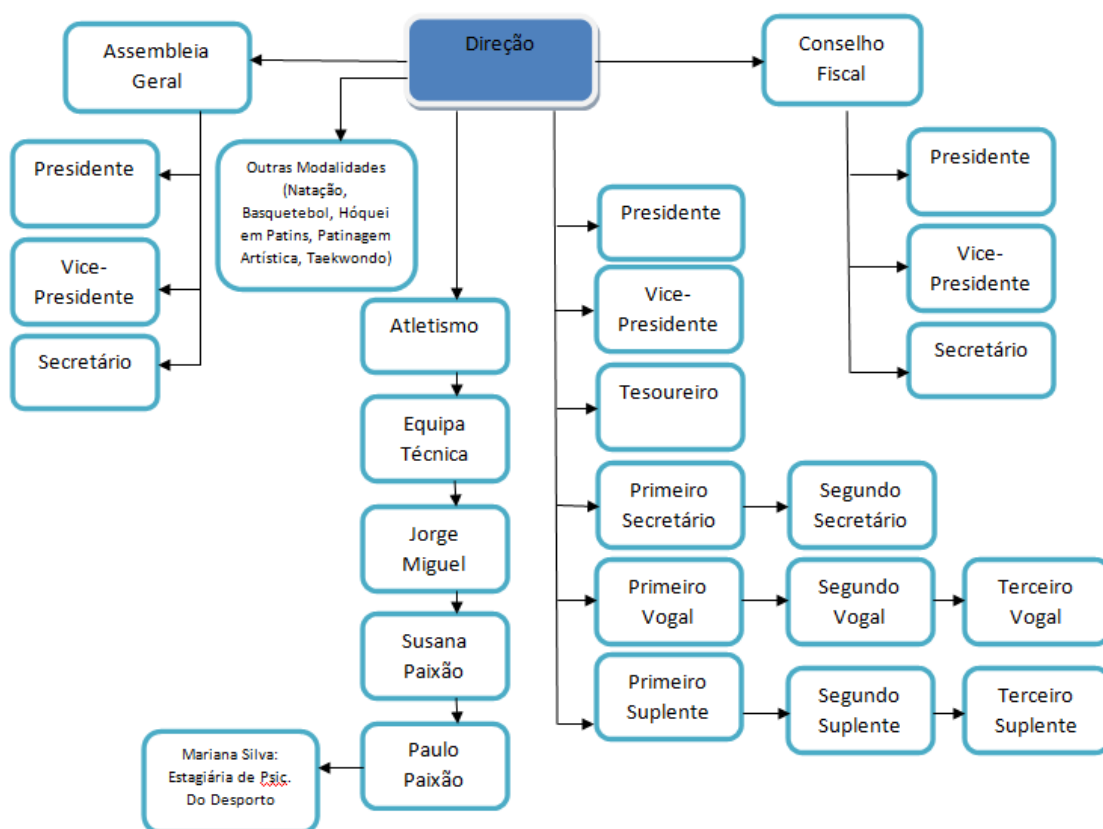 Direção
Assembleia
Geral
Conselho
Fiscal
Presidente
Vice-
Presidente
Secretário
Outras Modalidades
(Natação,
Basquetebol, Hóquei
em Patins, Patinagem
Artística, Taekwondo)
Atletismo
Equipa
Técnica
Jorge
Miguel
Susana
Paixão
Paulo
Paixão
Mariana Silva:
Estagiária de Psic.
Do Desporto
Presidente
Vice-
Presidente
Tesoureiro
Primeiro
Secretário
Segundo
Secretário
Primeiro
Vogal
Segundo
Vogal
Terceiro
Vogal
Primeiro
Suplente
Segundo
Suplente
Terceiro
Suplente
Presidente
Vice-
Presidente
Secretário